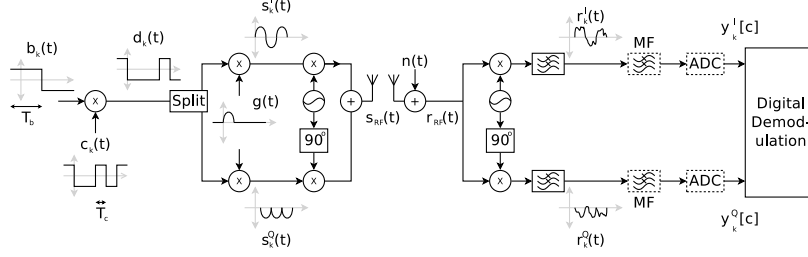 b_k(t)
T_b
x
c_k(t)
T_c
d_k(t)
Split
s_k^I(t)
x
x
g(t)
90°
x
x
s_k^Q(t)
+
s_RF(t)
n(t)
+
r_RF(t)
r_k^I(t)
x
90°
x
r_k^Q(t)
MF
ADC
y_k^I[c]
MF
ADC
y_k^Q[c]
Digital
Demod-
ulation